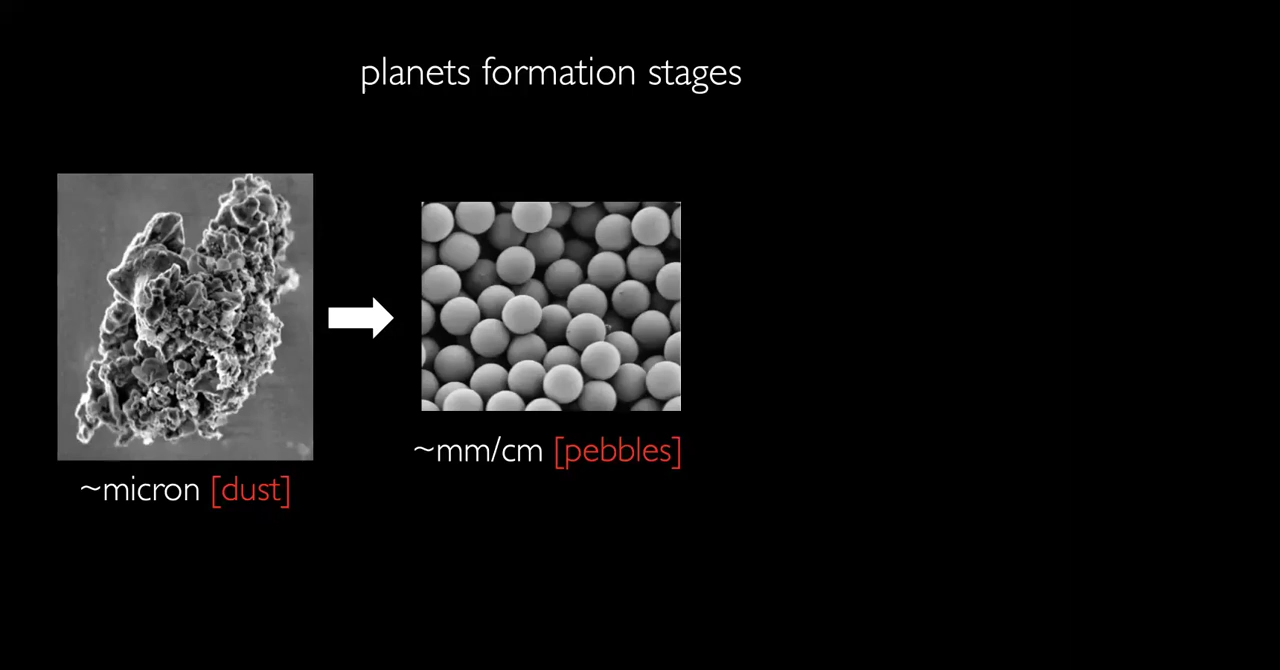 planets formation stages
~mm/cm [pebbles]
~micron [dust]